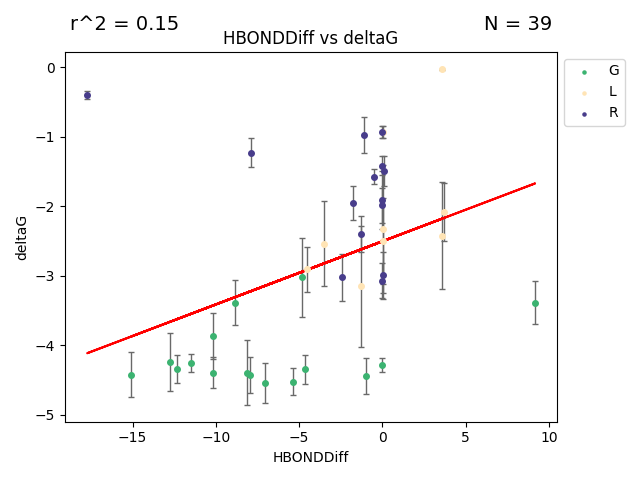 r^2 = 0.15
N = 39
HBONDDiff vs deltaG
G
L
R
0
−1
−2
−3
−4
−5
deltaG
−15
−10
−5
0
5
10
HBONDDiff